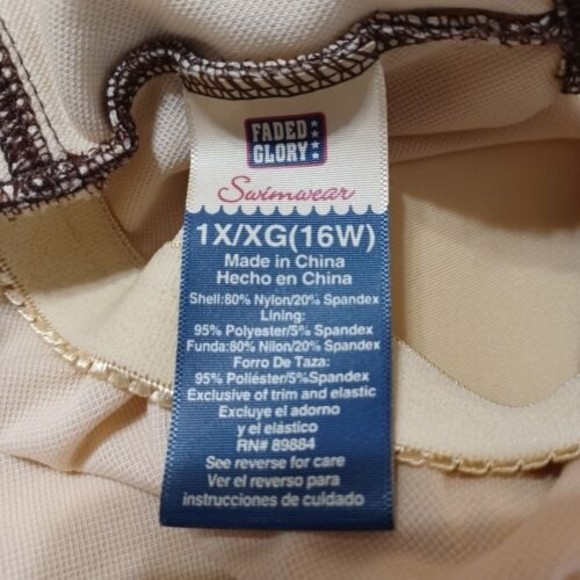 FADED
GLORY
Swimwear
1X/XG(16W)
Made in China
Hecho en China
Shell:80% Nylon/20% Spandex
Lining:
95% Polyester/5% Spandex
Funda:80% Nilon/20% Spandex
Forro De Taza:
95% Poliéster/5%Spandex
Exclusive of trim and elastic
Excluye el adorno
y el elástico
RN# 89884
See reverse for care
Ver el reverso para
instrucciones de cuidado